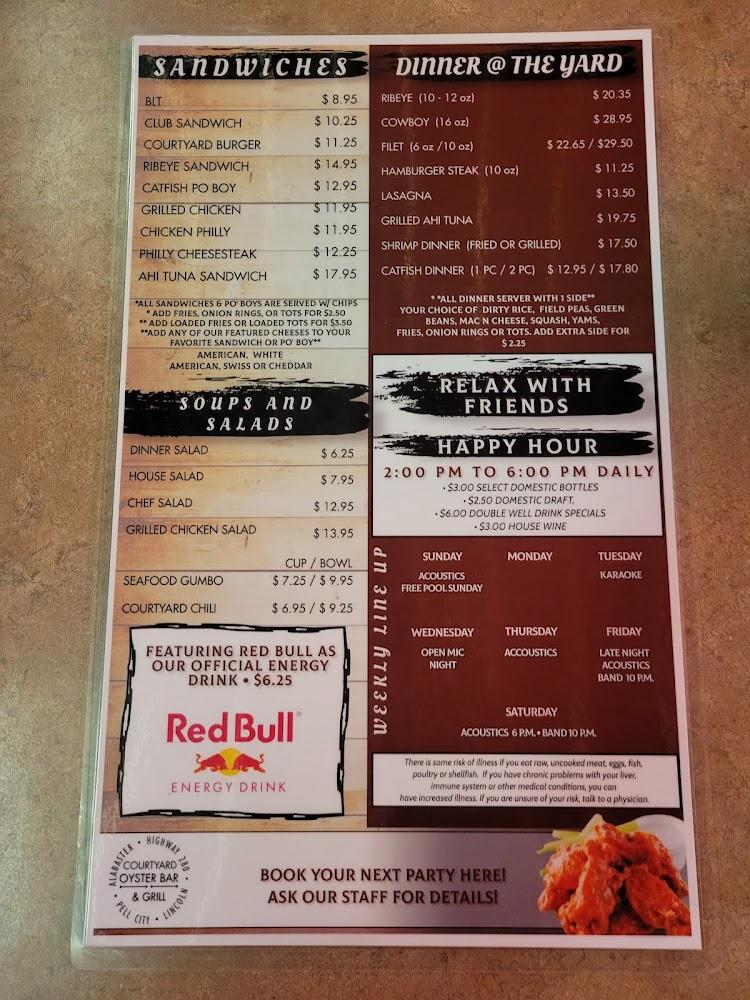 SANDWICHES
BLT $ 8.95
CLUB SANDWICH $ 10.25
COURTYARD BURGER $ 11.25
RIBEYE SANDWICH $ 14.95
CATFISH PO BOY $ 12.95
GRILLED CHICKEN $ 11.95
CHICKEN PHILLY $ 11.95
PHILLY CHEESESTEAK $ 12.25
AHI TUNA SANDWICH $ 17.95
*ALL SANDWICHES & PO' BOYS ARE SERVED W/ CHIPS
* ADD FRIES, ONION RINGS, OR TOTS FOR $2.50
** ADD LOADED FRIES OR LOADED TOTS FOR $3.50
**ADD ANY OF OUR FEATURED CHEESES TO YOUR
FAVORITE SANDWICH OR PO' BOY**
AMERICAN, WHITE
AMERICAN, SWISS OR CHEDDAR
SOUPS AND
SALADS
DINNER SALAD $ 6.25
HOUSE SALAD $ 7.95
CHEF SALAD $ 12.95
GRILLED CHICKEN SALAD $ 13.95
CUP / BOWL
SEAFOOD GUMBO $ 7.25 / $ 9.95
COURTYARD CHILI $ 6.95 / $ 9.25
FEATURING RED BULL AS
OUR OFFICIAL ENERGY
DRINK • $6.25
Red Bull®
ENERGY DRINK
DINNER @ THE YARD
RIBEYE (10 - 12 oz) $ 20.35
COWBOY (16 oz) $ 28.95
FILET (6 oz /10 oz) $ 22.65 / $29.50
HAMBURGER STEAK (10 oz) $ 11.25
LASAGNA $ 13.50
GRILLED AHI TUNA $ 19.75
SHRIMP DINNER (FRIED OR GRILLED) $ 17.50
CATFISH DINNER (1 PC / 2 PC) $ 12.95 / $ 17.80
* *ALL DINNER SERVER WITH 1 SIDE**
YOUR CHOICE OF DIRTY RICE, FIELD PEAS, GREEN
BEANS, MAC N CHEESE, SQUASH, YAMS,
FRIES, ONION RINGS OR TOTS. ADD EXTRA SIDE FOR
$ 2.25
RELAX WITH
FRIENDS
HAPPY HOUR
2:00 PM TO 6:00 PM DAILY
• $3.00 SELECT DOMESTIC BOTTLES
• $2.50 DOMESTIC DRAFT,
• $6.00 DOUBLE WELL DRINK SPECIALS
• $3.00 HOUSE WINE
WEEKLY LINE UP
SUNDAY MONDAY TUESDAY
ACOUSTICS KARAOKE
FREE POOL SUNDAY
WEDNESDAY THURSDAY FRIDAY
OPEN MIC ACCOUSTICS LATE NIGHT
NIGHT ACOUSTICS
BAND 10 P.M.
SATURDAY
ACOUSTICS 6 P.M. • BAND 10 P.M.
There is some risk of illness if you eat raw, uncooked meat, eggs, fish,
poultry or shellfish. If you have chronic problems with your liver,
immune system or other medical conditions, you can
have increased illness. If you are unsure of your risk, talk to a physician.
ALABASTER • HIGHWAY 280 • LINCOLN • PELL CITY •
COURTYARD
OYSTER BAR
& GRILL
BOOK YOUR NEXT PARTY HERE!
ASK OUR STAFF FOR DETAILS!